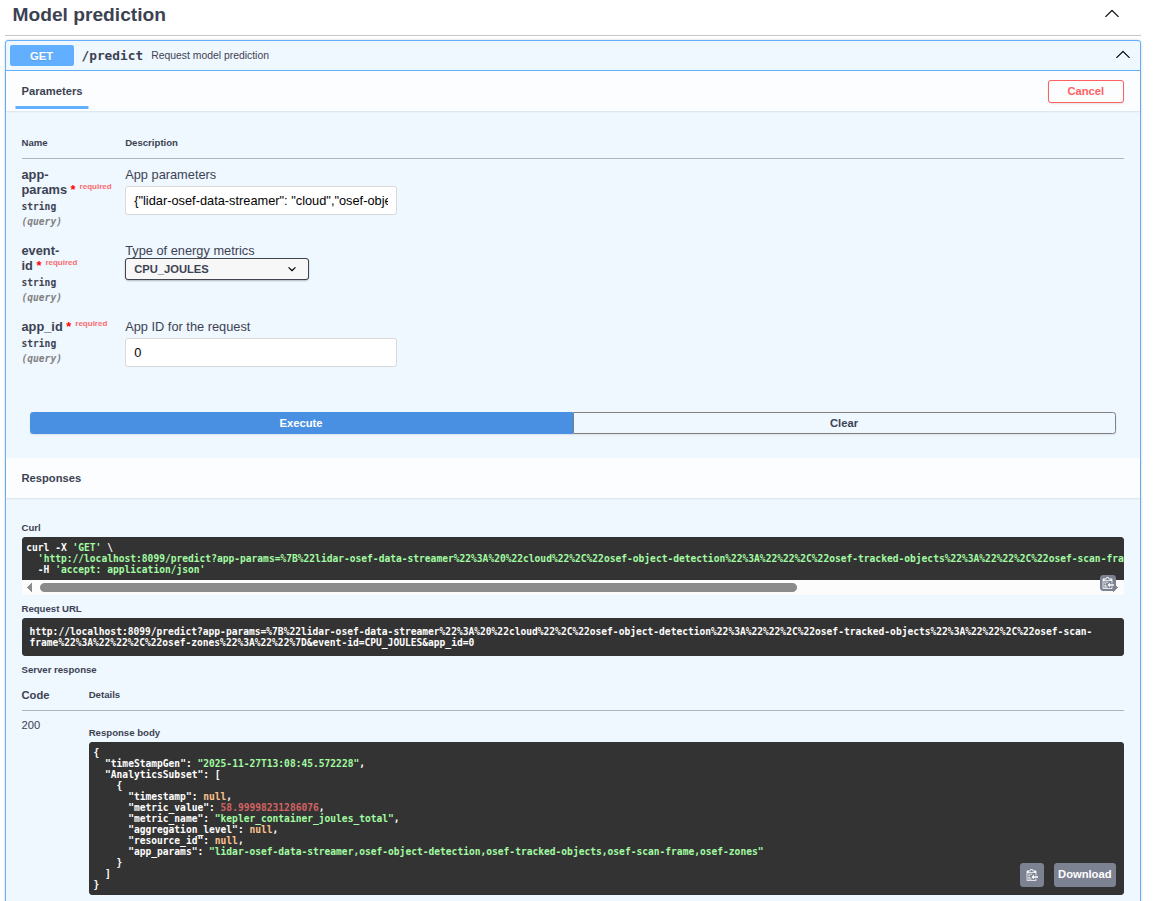 Model prediction
GET /predict Request model prediction
Parameters
Cancel
Name Description
app-
params * required
string
(query)
App parameters
{"lidar-osef-data-streamer": "cloud","osef-obje
event-
id * required
string
(query)
Type of energy metrics
CPU_JOULES
app_id * required
string
(query)
App ID for the request
0
Execute
Clear
Responses
Curl
curl -X 'GET' \
'http://localhost:8099/predict?app-params=%7B%22lidar-osef-data-streamer%22%3A%20%22cloud%22%2C%22osef-object-detection%22%3A%22%22%2C%22osef-tracked-objects%22%3A%22%22%2C%22osef-scan-fra
-H 'accept: application/json'
Request URL
http://localhost:8099/predict?app-params=%7B%22lidar-osef-data-streamer%22%3A%20%22cloud%22%2C%22osef-object-detection%22%3A%22%22%2C%22osef-tracked-objects%22%3A%22%22%2C%22osef-scan-
frame%22%3A%22%22%2C%22osef-zones%22%3A%22%22%7D&event-id=CPU_JOULES&app_id=0
Server response
Code Details
200
Response body
{
"timeStampGen": "2025-11-27T13:08:45.572228",
"AnalyticsSubset": [
{
"timestamp": null,
"metric_value": 58.99998231286076,
"metric_name": "kepler_container_joules_total",
"aggregation_level": null,
"resource_id": null,
"app_params": "lidar-osef-data-streamer,osef-object-detection,osef-tracked-objects,osef-scan-frame,osef-zones"
}
]
}
Download